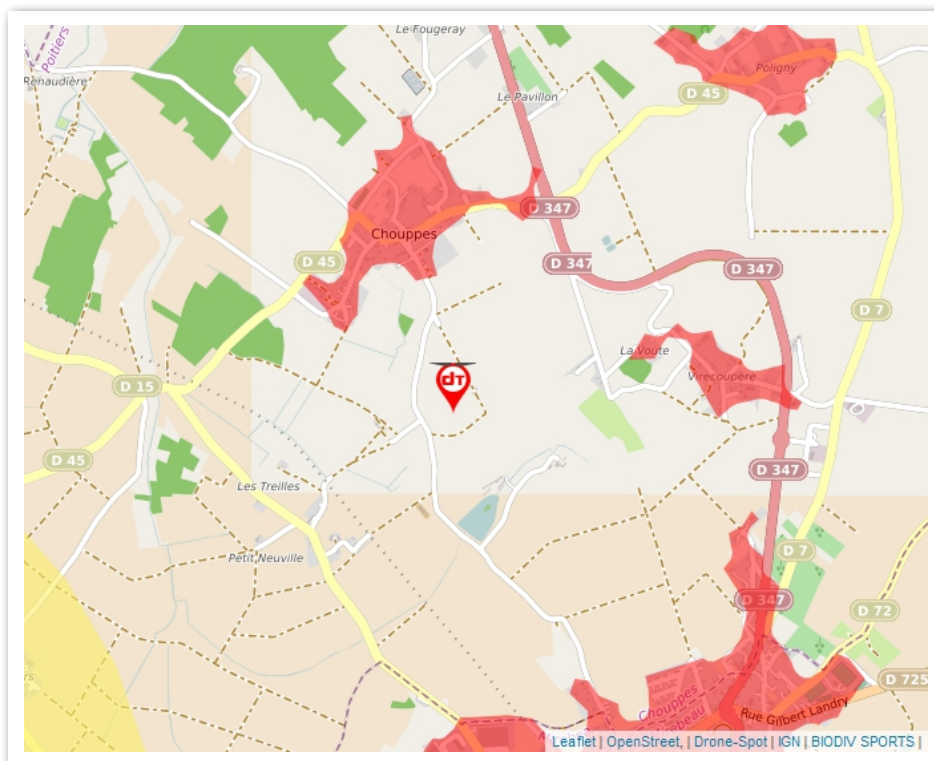 Le Fougeray
Poitiers
Renaudière
Le Pavillon
Poligny
D 45
D 347
Chouppes
D 45
D 347
D 347
D 7
La Voute
Virecoupère
D 15
dT
D 45
D 347
Les Treilles
Petit Neuville
D 7
D 347
D 72
D 725
Chouppes
Rue Gilbert Landry
Leaflet | OpenStreet, | Drone-Spot | IGN | BIODIV SPORTS |